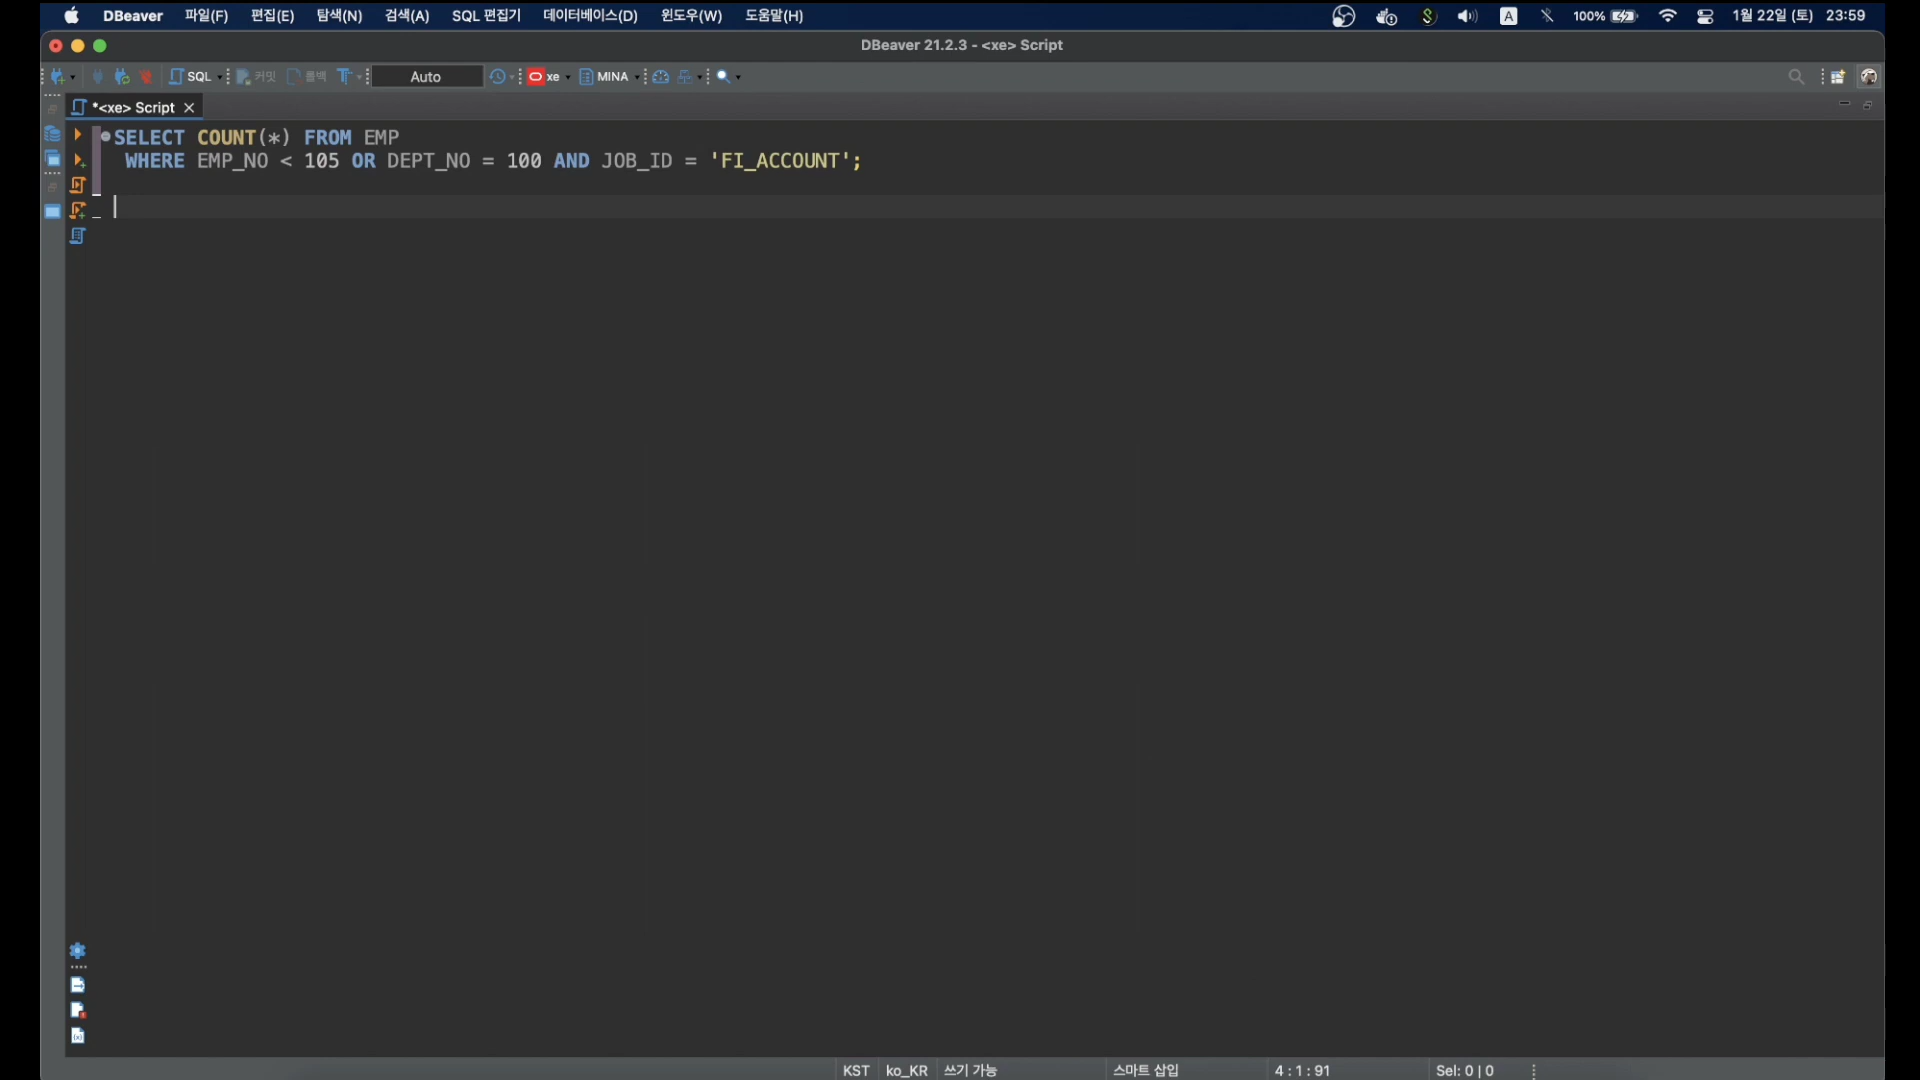 DBeaver 파일(F) 편집(E) 탐색(N) 검색(A) SQL 편집기 데이터베이스(D) 윈도우(W) 도움말(H) A 100% 1월 22일 (토) 23:59
DBeaver 21.2.3 - <xe> Script
SQL 커밋 롤백 Auto xe MINA
*<xe> Script
SELECT COUNT(*) FROM EMP
WHERE EMP_NO < 105 OR DEPT_NO = 100 AND JOB_ID = 'FI_ACCOUNT';
KST ko_KR 쓰기 가능 스마트 삽입 4 : 1 : 91 Sel: 0 | 0